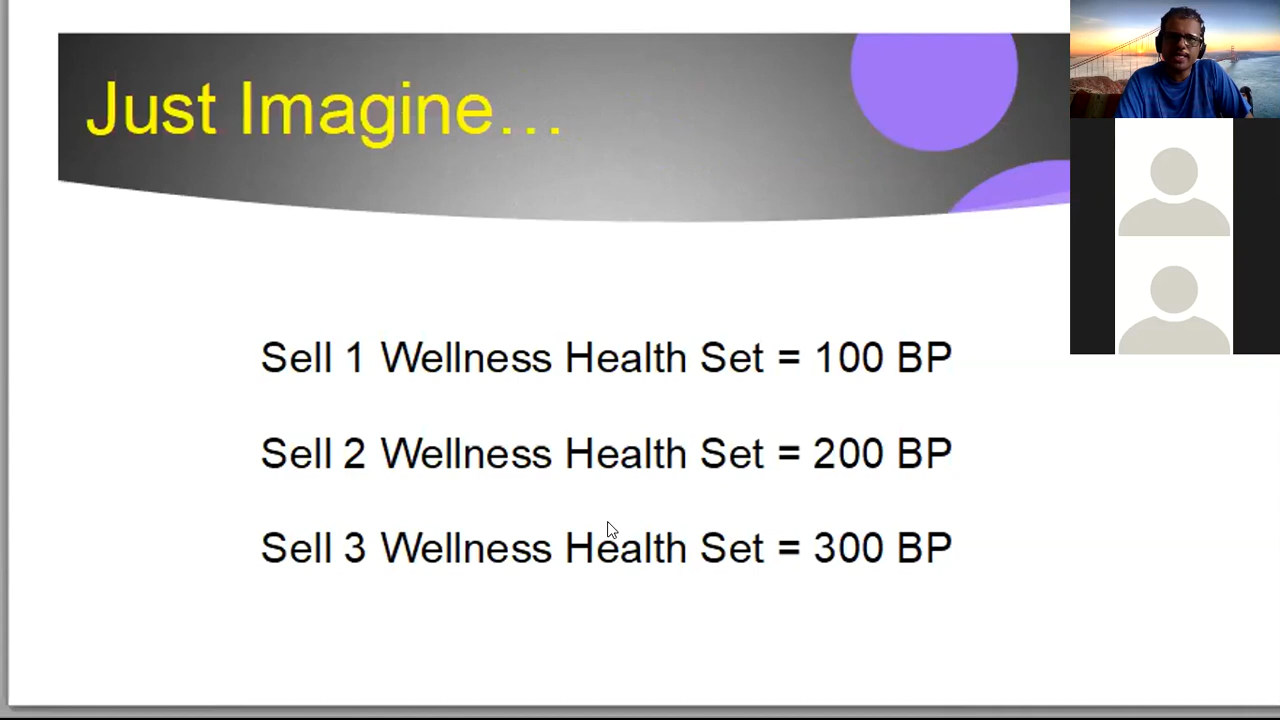 Just Imagine…
Sell 1 Wellness Health Set = 100 BP
Sell 2 Wellness Health Set = 200 BP
Sell 3 Wellness Health Set = 300 BP